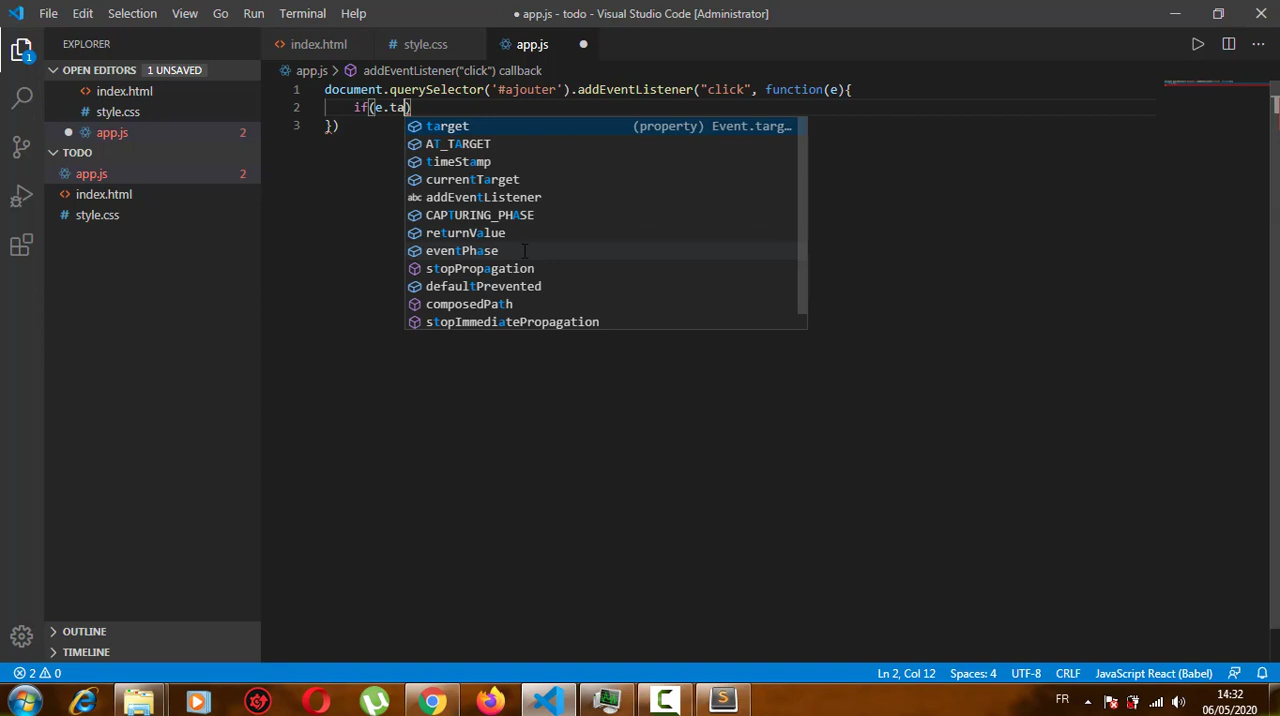 File Edit Selection View Go Run Terminal Help
● app.js - todo - Visual Studio Code [Administrator]
EXPLORER
index.html style.css app.js
OPEN EDITORS 1 UNSAVED
index.html
style.css
app.js 2
TODO
app.js 2
index.html
style.css
OUTLINE
TIMELINE
1
app.js > addEventListener("click") callback
1 document.querySelector('#ajouter').addEventListener("click", function(e){
2 if(e.ta)
3 })
target (property) Event.targ…
AT_TARGET
timeStamp
currentTarget
abc addEventListener
CAPTURING_PHASE
returnValue
eventPhase
stopPropagation
defaultPrevented
composedPath
stopImmediatePropagation
2 0 Ln 2, Col 12 Spaces: 4 UTF-8 CRLF JavaScript React (Babel)
FR 14:32
06/05/2020